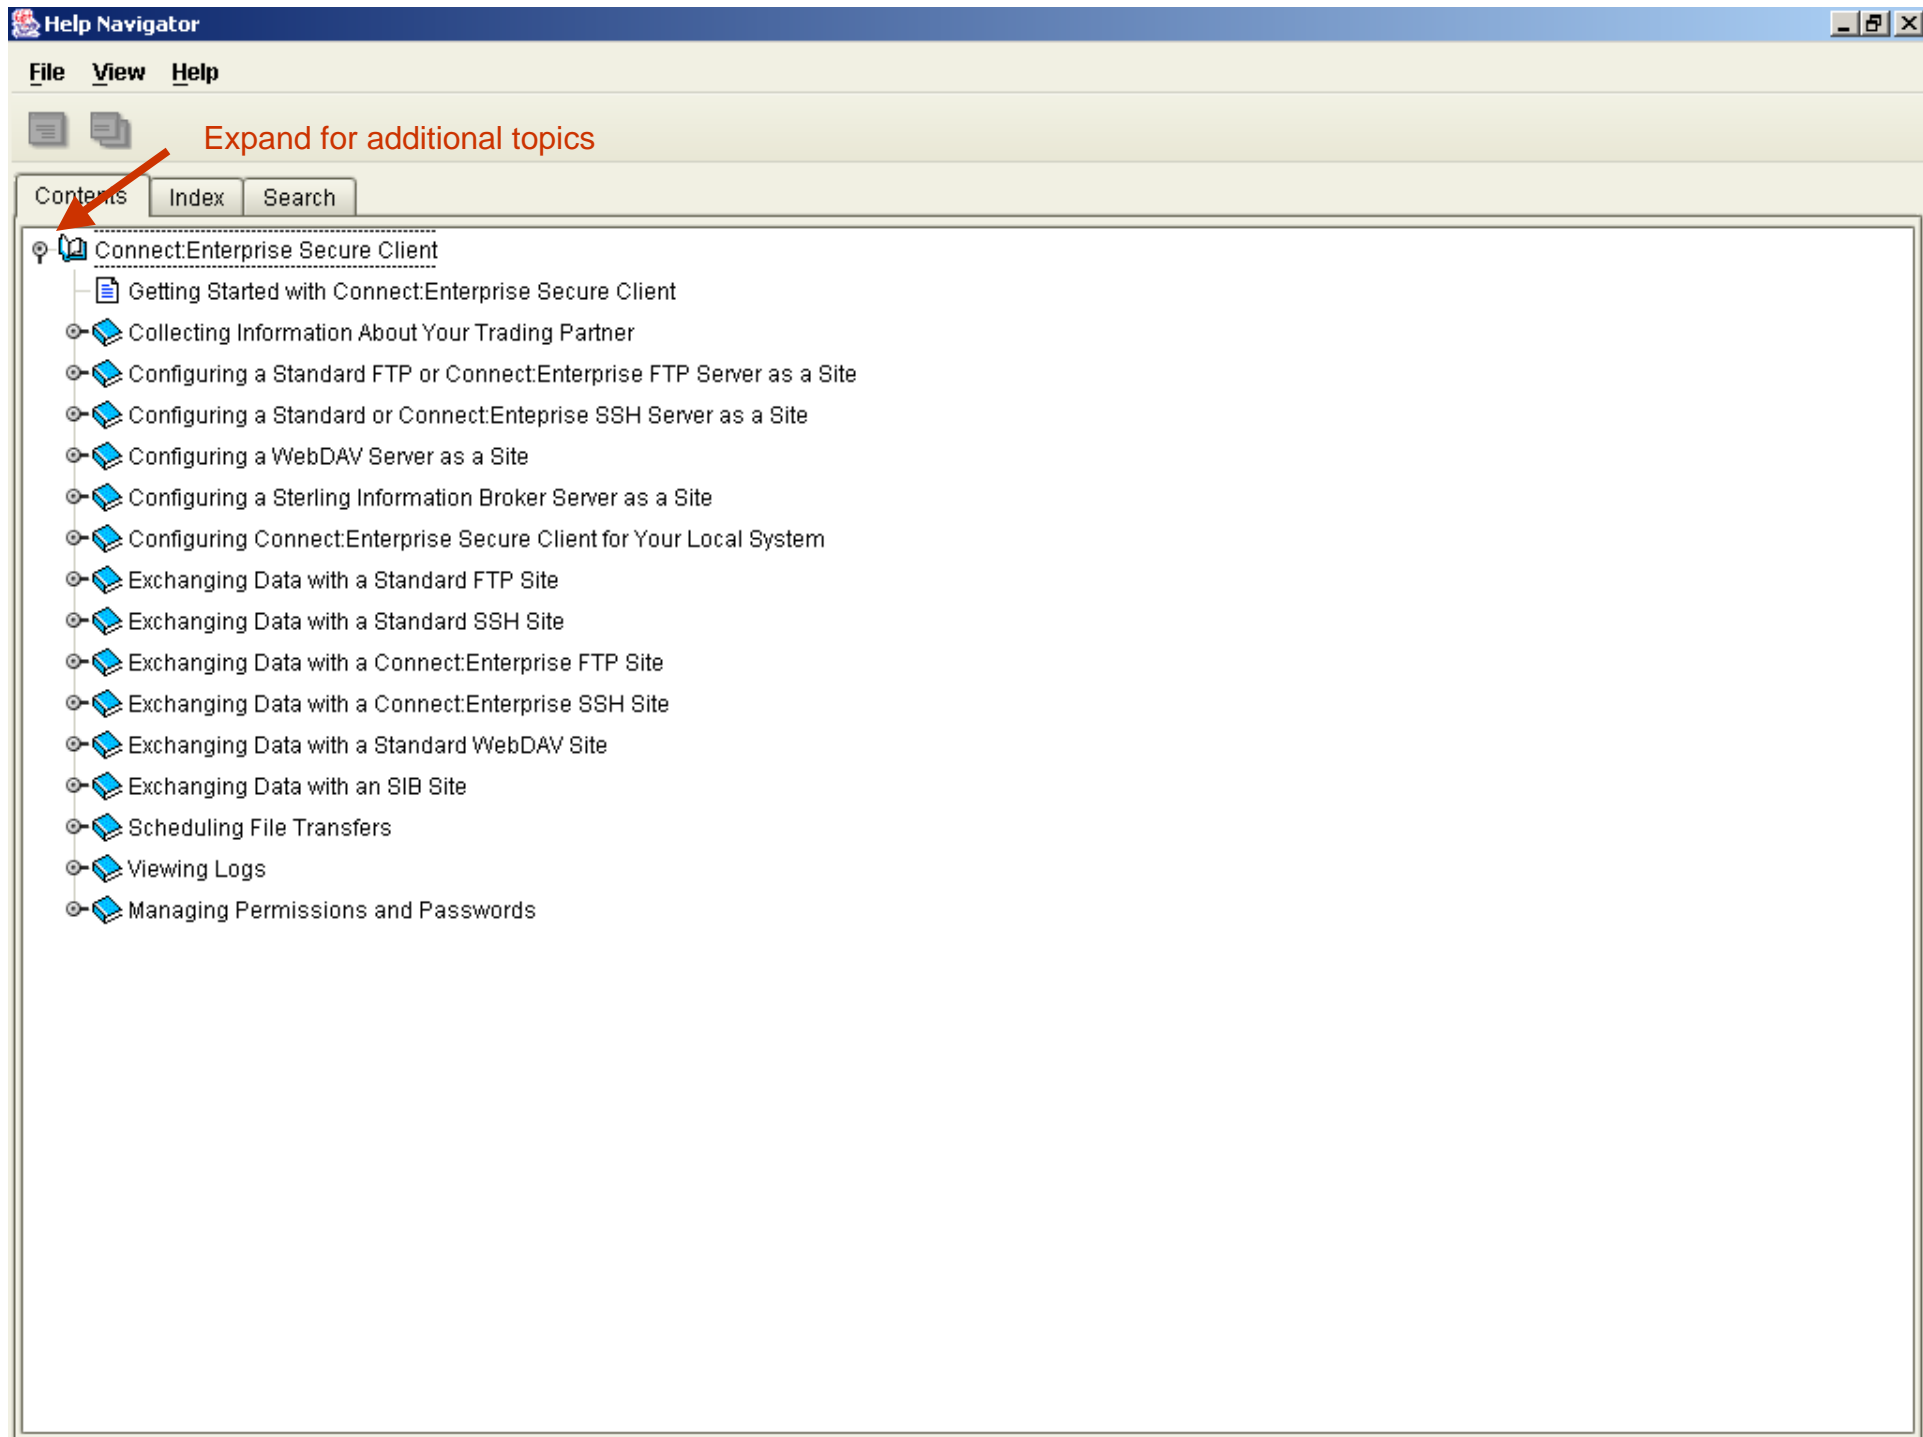 Help Navigator
File View Help
Expand for additional topics
Contents Index Search
Connect:Enterprise Secure Client
Getting Started with Connect:Enterprise Secure Client
Collecting Information About Your Trading Partner
Configuring a Standard FTP or Connect:Enterprise FTP Server as a Site
Configuring a Standard or Connect:Enteprise SSH Server as a Site
Configuring a WebDAV Server as a Site
Configuring a Sterling Information Broker Server as a Site
Configuring Connect:Enterprise Secure Client for Your Local System
Exchanging Data with a Standard FTP Site
Exchanging Data with a Standard SSH Site
Exchanging Data with a Connect:Enterprise FTP Site
Exchanging Data with a Connect:Enterprise SSH Site
Exchanging Data with a Standard WebDAV Site
Exchanging Data with an SIB Site
Scheduling File Transfers
Viewing Logs
Managing Permissions and Passwords